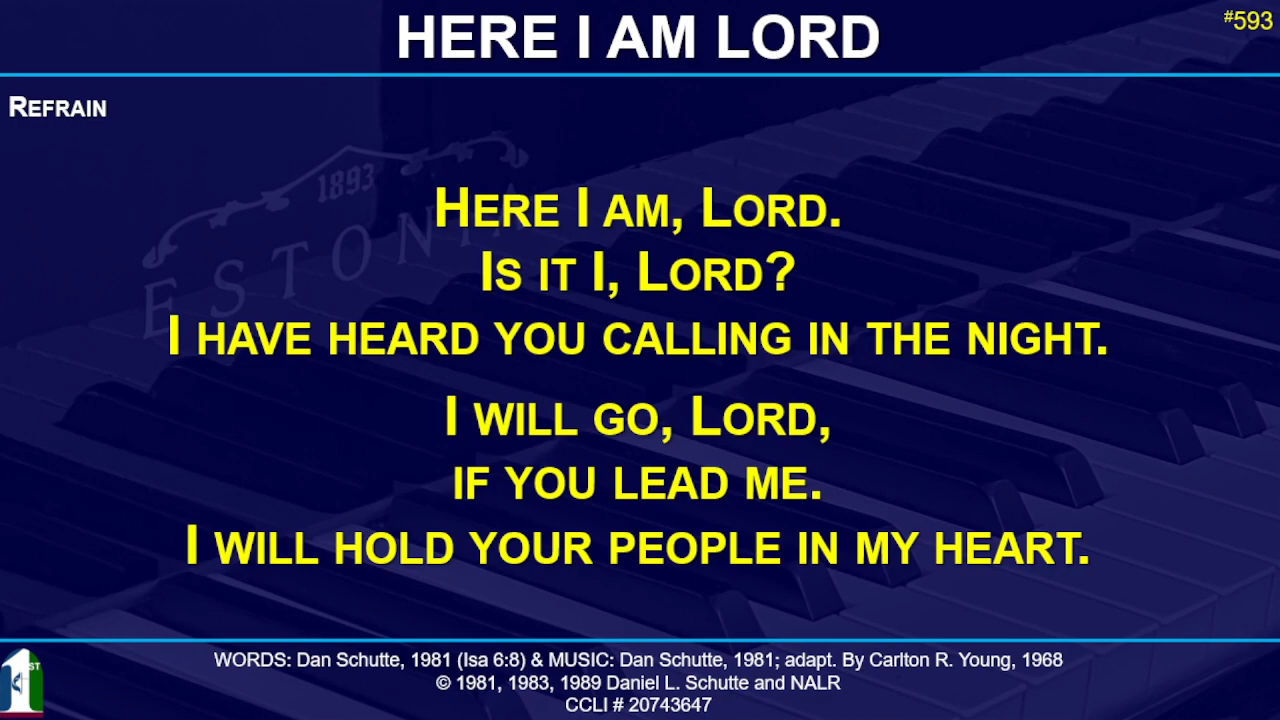 HERE I AM LORD
#593
REFRAIN
1893
ESTONIA
HERE I AM, LORD.
IS IT I, LORD?
I HAVE HEARD YOU CALLING IN THE NIGHT.
I WILL GO, LORD,
IF YOU LEAD ME.
I WILL HOLD YOUR PEOPLE IN MY HEART.
1ST
WORDS: Dan Schutte, 1981 (Isa 6:8) & MUSIC: Dan Schutte, 1981; adapt. By Carlton R. Young, 1968
© 1981, 1983, 1989 Daniel L. Schutte and NALR
CCLI # 20743647